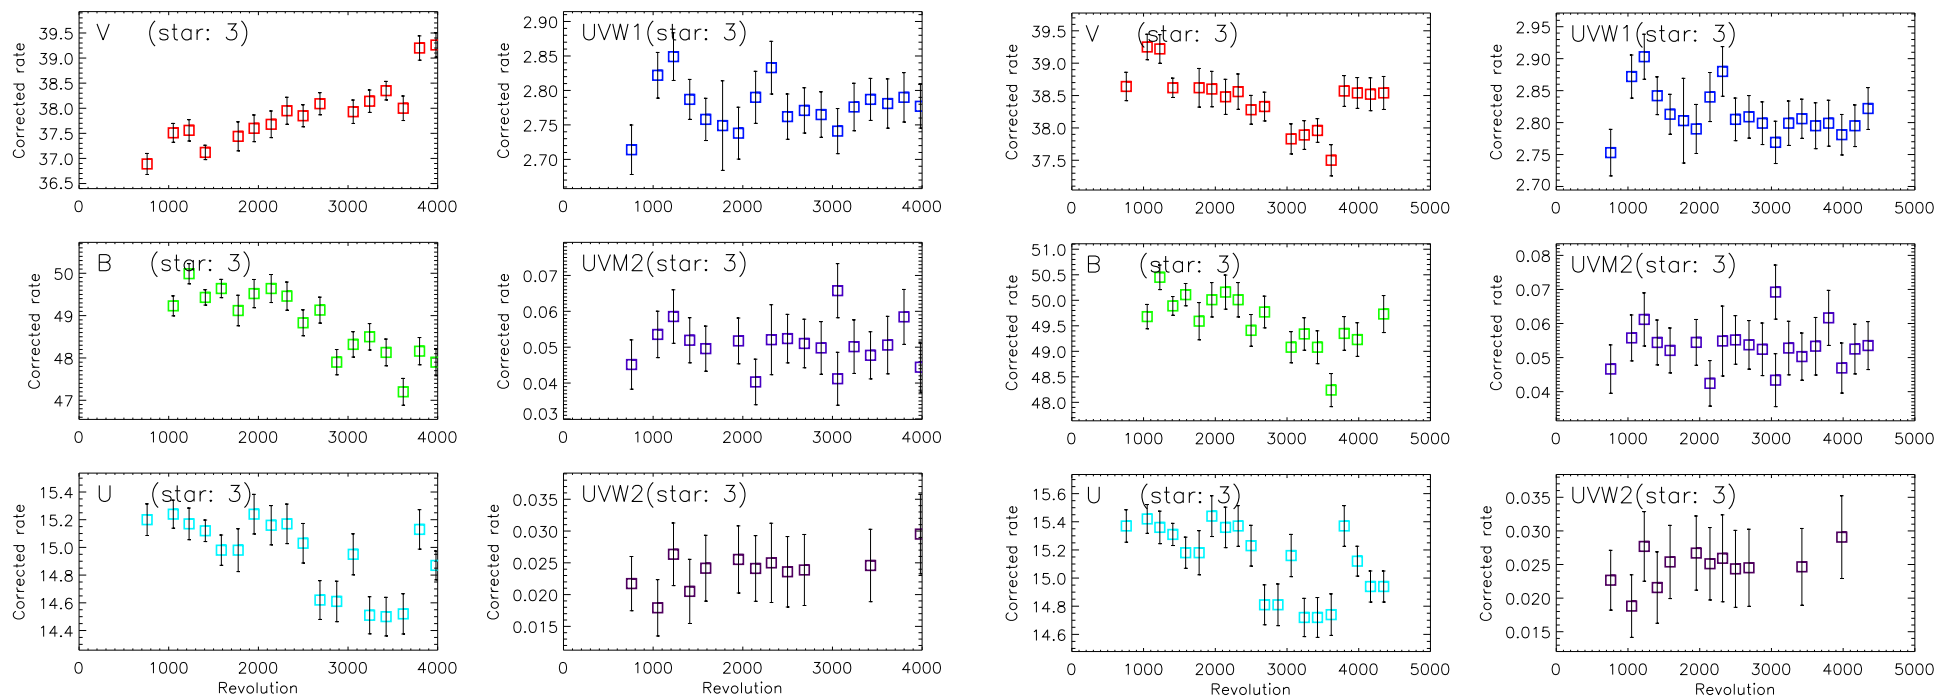 V (star: 3)
Corrected rate
39.5
39.0
38.5
38.0
37.5
37.0
36.5
0 1000 2000 3000 4000
UVW1(star: 3)
Corrected rate
2.90
2.85
2.80
2.75
2.70
0 1000 2000 3000 4000
V (star: 3)
Corrected rate
39.5
39.0
38.5
38.0
37.5
0 1000 2000 3000 4000 5000
UVW1(star: 3)
Corrected rate
2.95
2.90
2.85
2.80
2.75
2.70
0 1000 2000 3000 4000 5000
B (star: 3)
Corrected rate
50
49
48
47
0 1000 2000 3000 4000
UVM2(star: 3)
Corrected rate
0.07
0.06
0.05
0.04
0.03
0 1000 2000 3000 4000
B (star: 3)
Corrected rate
51.0
50.5
50.0
49.5
49.0
48.5
48.0
0 1000 2000 3000 4000 5000
UVM2(star: 3)
Corrected rate
0.08
0.07
0.06
0.05
0.04
0 1000 2000 3000 4000 5000
U (star: 3)
Corrected rate
15.4
15.2
15.0
14.8
14.6
14.4
0 1000 2000 3000 4000
Revolution
UVW2(star: 3)
Corrected rate
0.035
0.030
0.025
0.020
0.015
0 1000 2000 3000 4000
Revolution
U (star: 3)
Corrected rate
15.6
15.4
15.2
15.0
14.8
14.6
0 1000 2000 3000 4000 5000
Revolution
UVW2(star: 3)
Corrected rate
0.035
0.030
0.025
0.020
0.015
0 1000 2000 3000 4000 5000
Revolution